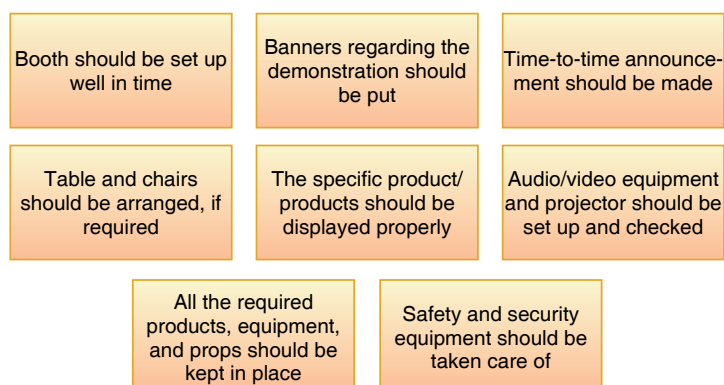 Booth should be set up
well in time
Banners regarding the
demonstration should
be put
Time-to-time announce-
ment should be made
Table and chairs
should be arranged, if
required
The specific product/
products should be
displayed properly
Audio/video equipment
and projector should be
set up and checked
All the required
products, equipment,
and props should be
kept in place
Safety and security
equipment should be
taken care of